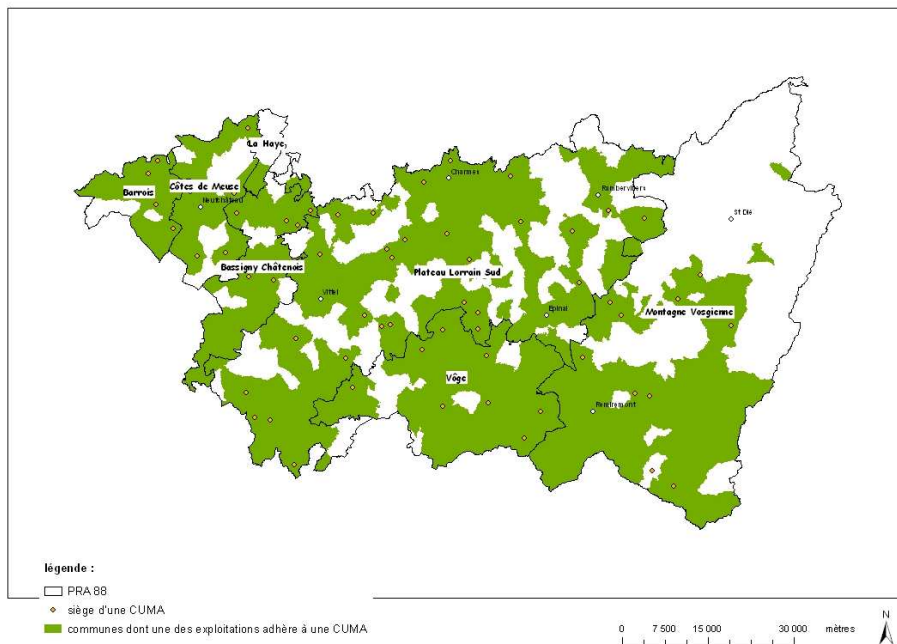 La Haye
Côtes de Meuse
Barrois
Neufchâteau
Charmes
Rambervillers
St Dié
Bassigny Châtenois
Plateau Lorrain Sud
Vittel
Epinal
Montagne Vosgienne
Vôge
Remiremont
légende :
PRA 88
siège d'une CUMA
communes dont une des exploitations adhère à une CUMA
N
0 7 500 15 000 30 000 mètres